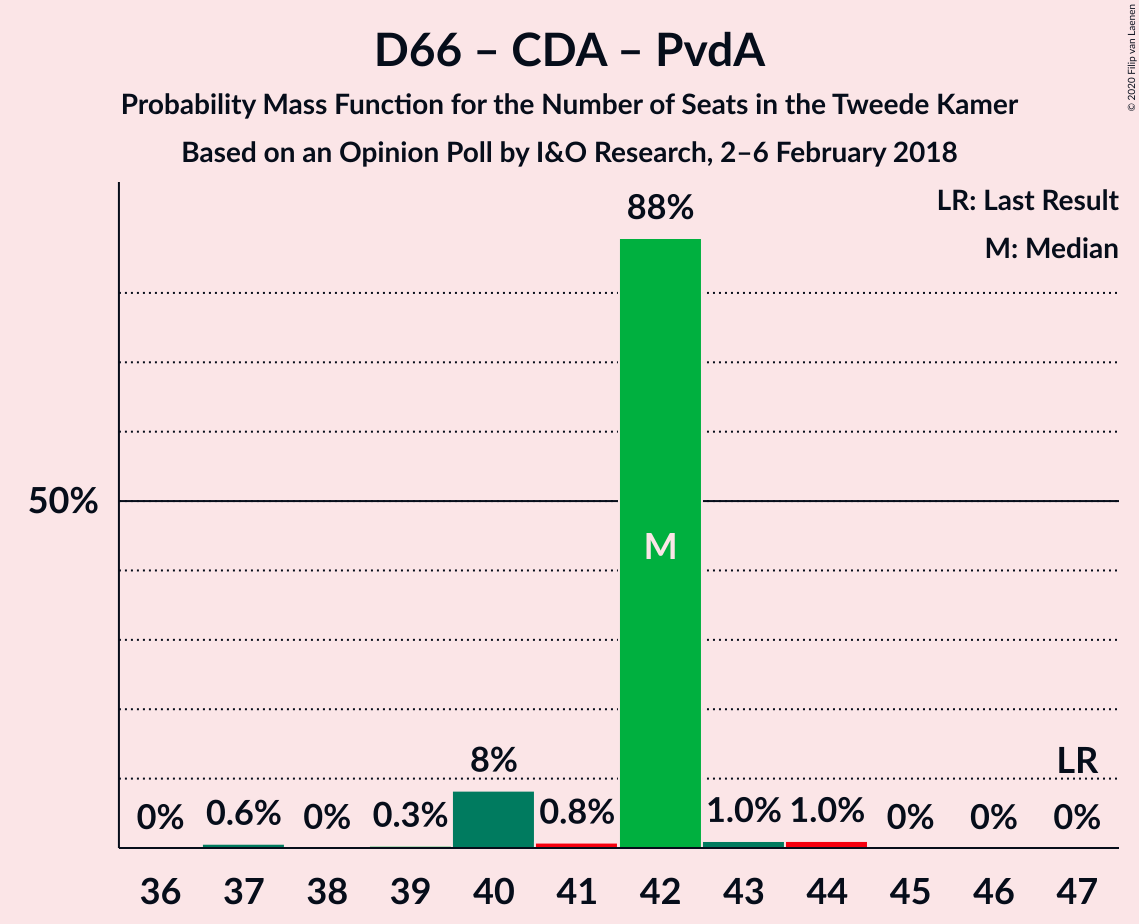 D66 – CDA – PvdA
Probability Mass Function for the Number of Seats in the Tweede Kamer
Based on an Opinion Poll by I&O Research, 2–6 February 2018
© 2020 Filip van Laenen
LR: Last Result
M: Median
88%
50%
M
8%
LR
0% 0.6% 0% 0.3% 0.8% 1.0% 1.0% 0% 0% 0%
36 37 38 39 40 41 42 43 44 45 46 47